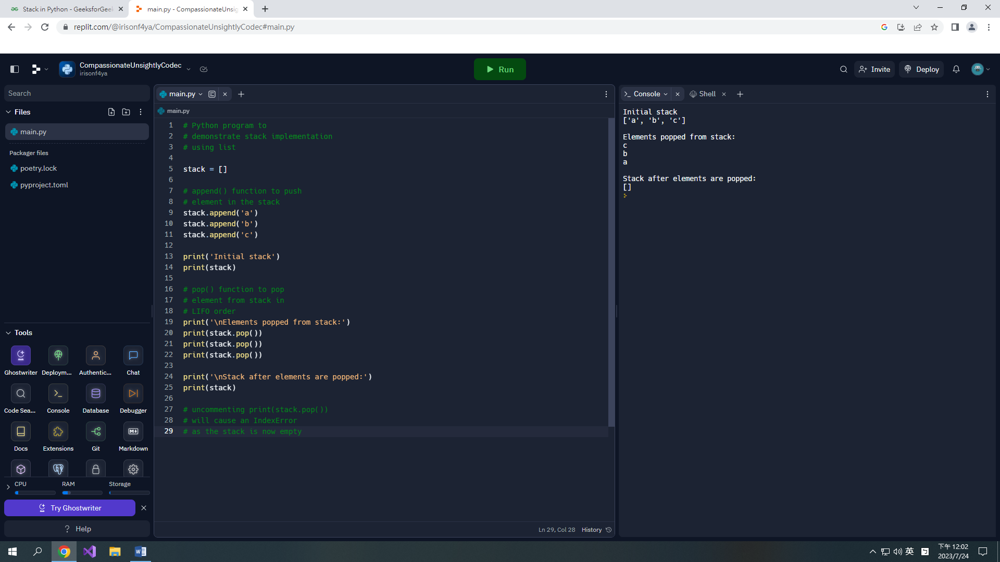 Stack in Python - GeeksforGeek
main.py - CompassionateUnsig
replit.com/@irisonf4ya/CompassionateUnsightlyCodec#main.py
CompassionateUnsightlyCodec
irisonf4ya
Run
Invite
Deploy
Search
Files
main.py
Packager files
poetry.lock
pyproject.toml
Tools
Ghostwriter
Deploym...
Authentic...
Chat
Code Sea...
Console
Database
Debugger
Docs
Extensions
Git
Markdown
CPU
RAM
Storage
Try Ghostwriter
? Help
main.py
main.py
1 # Python program to
2 # demonstrate stack implementation
3 # using list
4
5 stack = []
6
7 # append() function to push
8 # element in the stack
9 stack.append('a')
10 stack.append('b')
11 stack.append('c')
12
13 print('Initial stack')
14 print(stack)
15
16 # pop() function to pop
17 # element from stack in
18 # LIFO order
19 print('\nElements popped from stack:')
20 print(stack.pop())
21 print(stack.pop())
22 print(stack.pop())
23
24 print('\nStack after elements are popped:')
25 print(stack)
26
27 # uncommenting print(stack.pop())
28 # will cause an IndexError
29 # as the stack is now empty
Ln 29, Col 28 History
Console
Shell
Initial stack
['a', 'b', 'c']
Elements popped from stack:
c
b
a
Stack after elements are popped:
[]
英
下午 12:02
2023/7/24